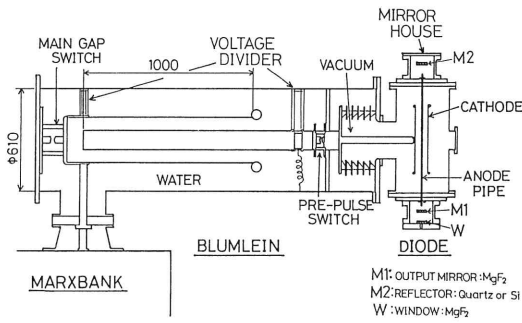 MIRROR
HOUSE
M2
MAIN GAP
SWITCH
VOLTAGE
DIVIDER
1000
VACUUM
CATHODE
Φ610
ANODE
PIPE
WATER
PRE-PULSE
SWITCH
M1
W
BLUMLEIN
DIODE
MARXBANK
M1: OUTPUT MIRROR: MgF₂
M2: REFLECTOR: Quartz or Si
W: WINDOW: MgF₂